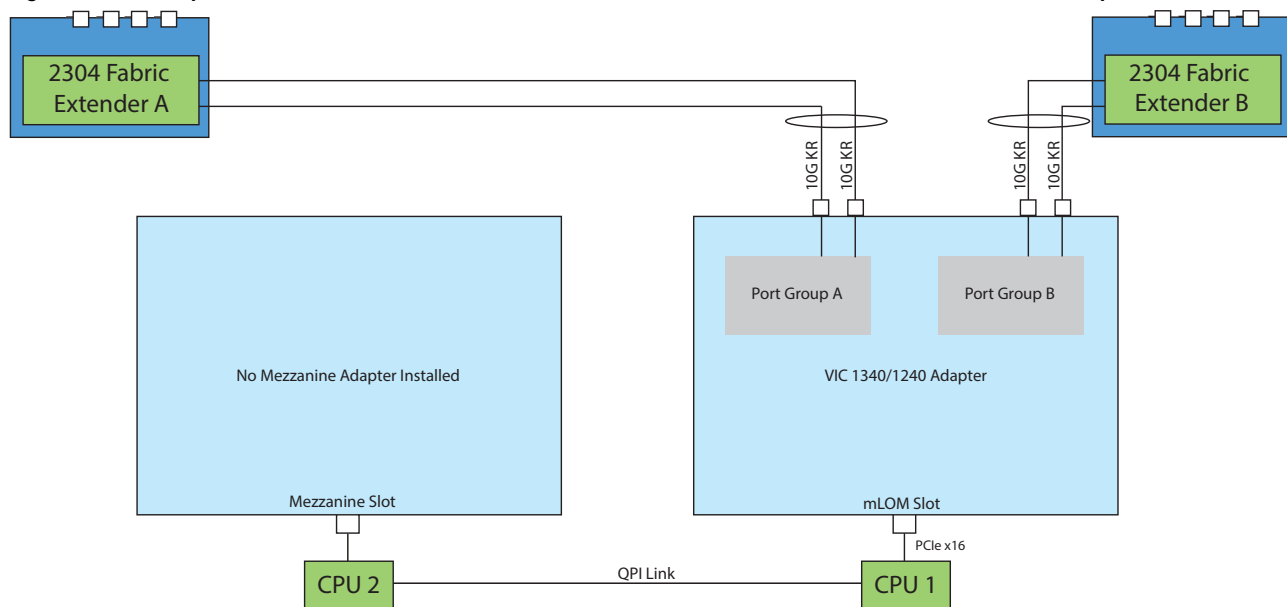 2304 Fabric
Extender A
2304 Fabric
Extender B
10G KR
10G KR
10G KR
10G KR
Port Group A
Port Group B
No Mezzanine Adapter Installed
VIC 1340/1240 Adapter
Mezzanine Slot
mLOM Slot
PCIe x16
QPI Link
CPU 2
CPU 1